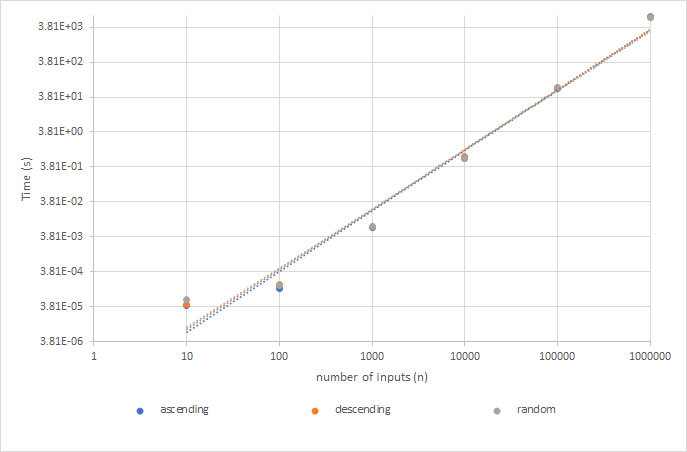 3.81E+03
3.81E+02
3.81E+01
3.81E+00
3.81E-01
3.81E-02
3.81E-03
3.81E-04
3.81E-05
3.81E-06
Time (s)
1 10 100 1000 10000 100000 1000000
number of inputs (n)
ascending descending random